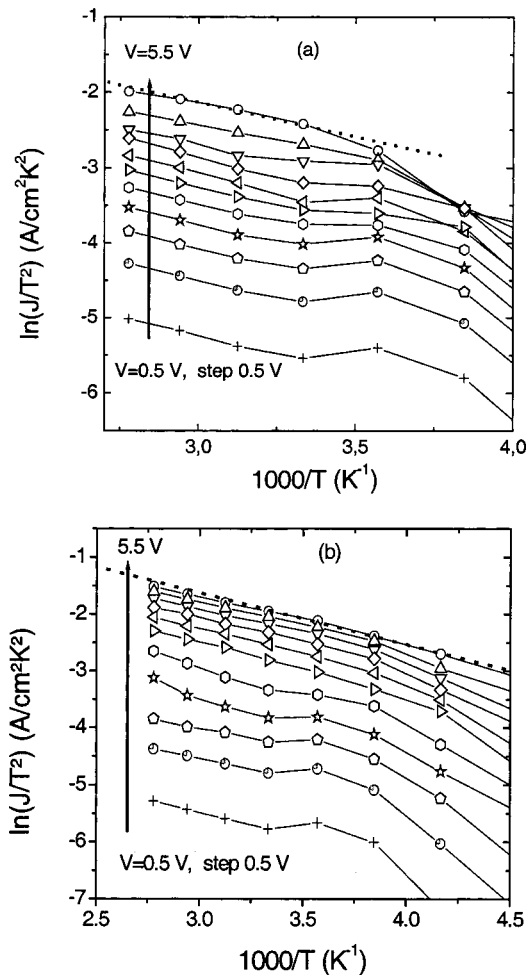 (a)
V=5.5 V
-1
-2
-3
-4
-5
-6
ln(J/T²) (A/cm²K²)
V=0.5 V, step 0.5 V
3,0
3,5
4,0
1000/T (K⁻¹)
(b)
5.5 V
-1
-2
-3
-4
-5
-6
-7
ln(J/T²) (A/cm²K²)
V=0.5 V, step 0.5 V
2.5
3.0
3.5
4.0
4.5
1000/T (K⁻¹)